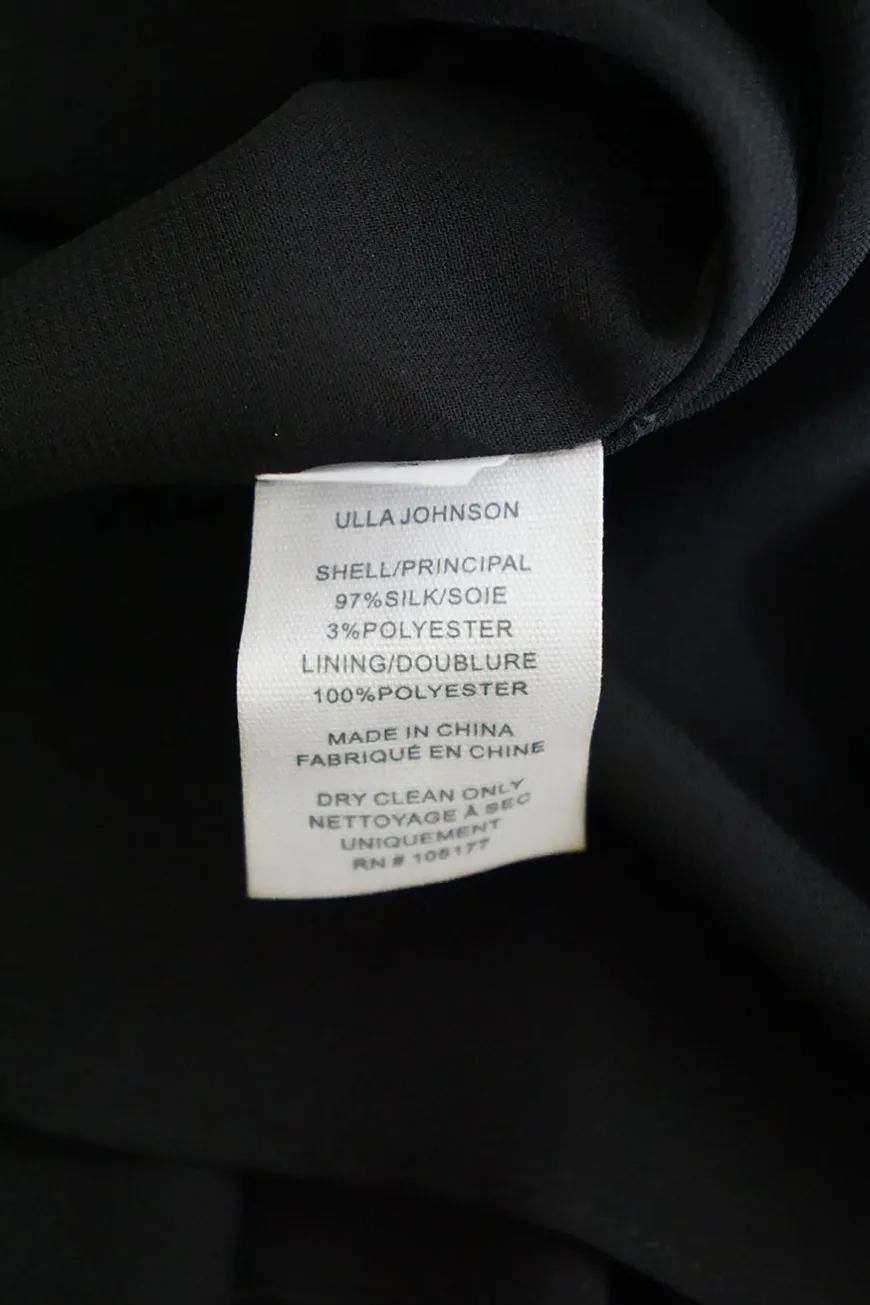 ULLA JOHNSON
SHELL/PRINCIPAL
97%SILK/SOIE
3%POLYESTER
LINING/DOUBLURE
100%POLYESTER
MADE IN CHINA
FABRIQUÉ EN CHINE
DRY CLEAN ONLY
NETTOYAGE À SEC
UNIQUEMENT
RN # 105177